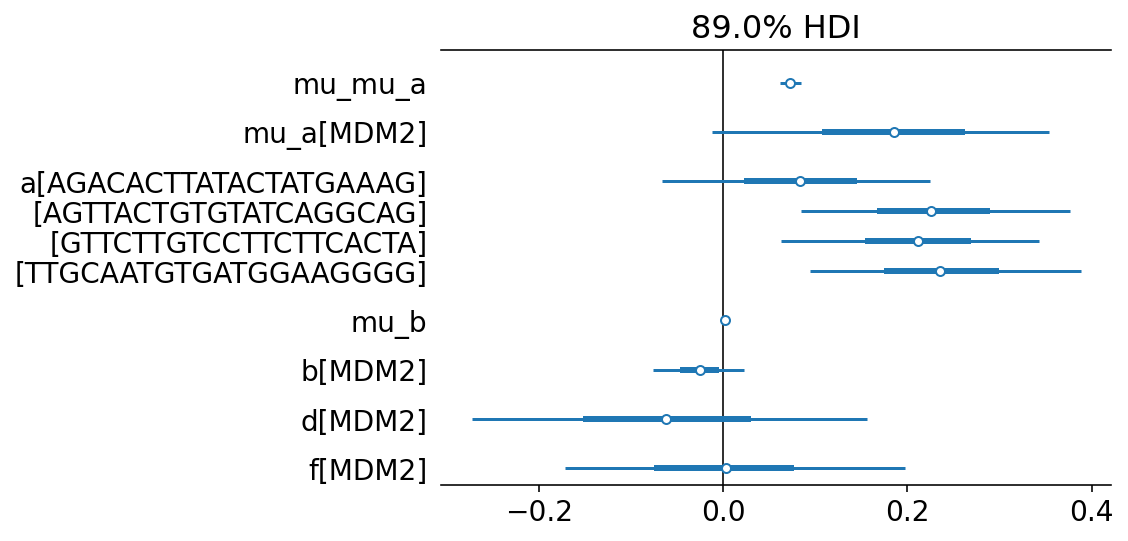 89.0% HDI
mu_mu_a
mu_a[MDM2]
a[AGACACTTATACTATGAAAG]
[AGTTACTGTGTATCAGGCAG]
[GTTCTTGTCCTTCTTCACTA]
[TTGCAATGTGATGGAAGGGG]
mu_b
b[MDM2]
d[MDM2]
f[MDM2]
−0.2 0.0 0.2 0.4